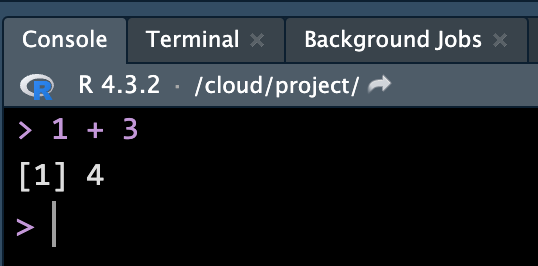 Console Terminal × Background Jobs ×
R R 4.3.2 · /cloud/project/
> 1 + 3
[1] 4
>